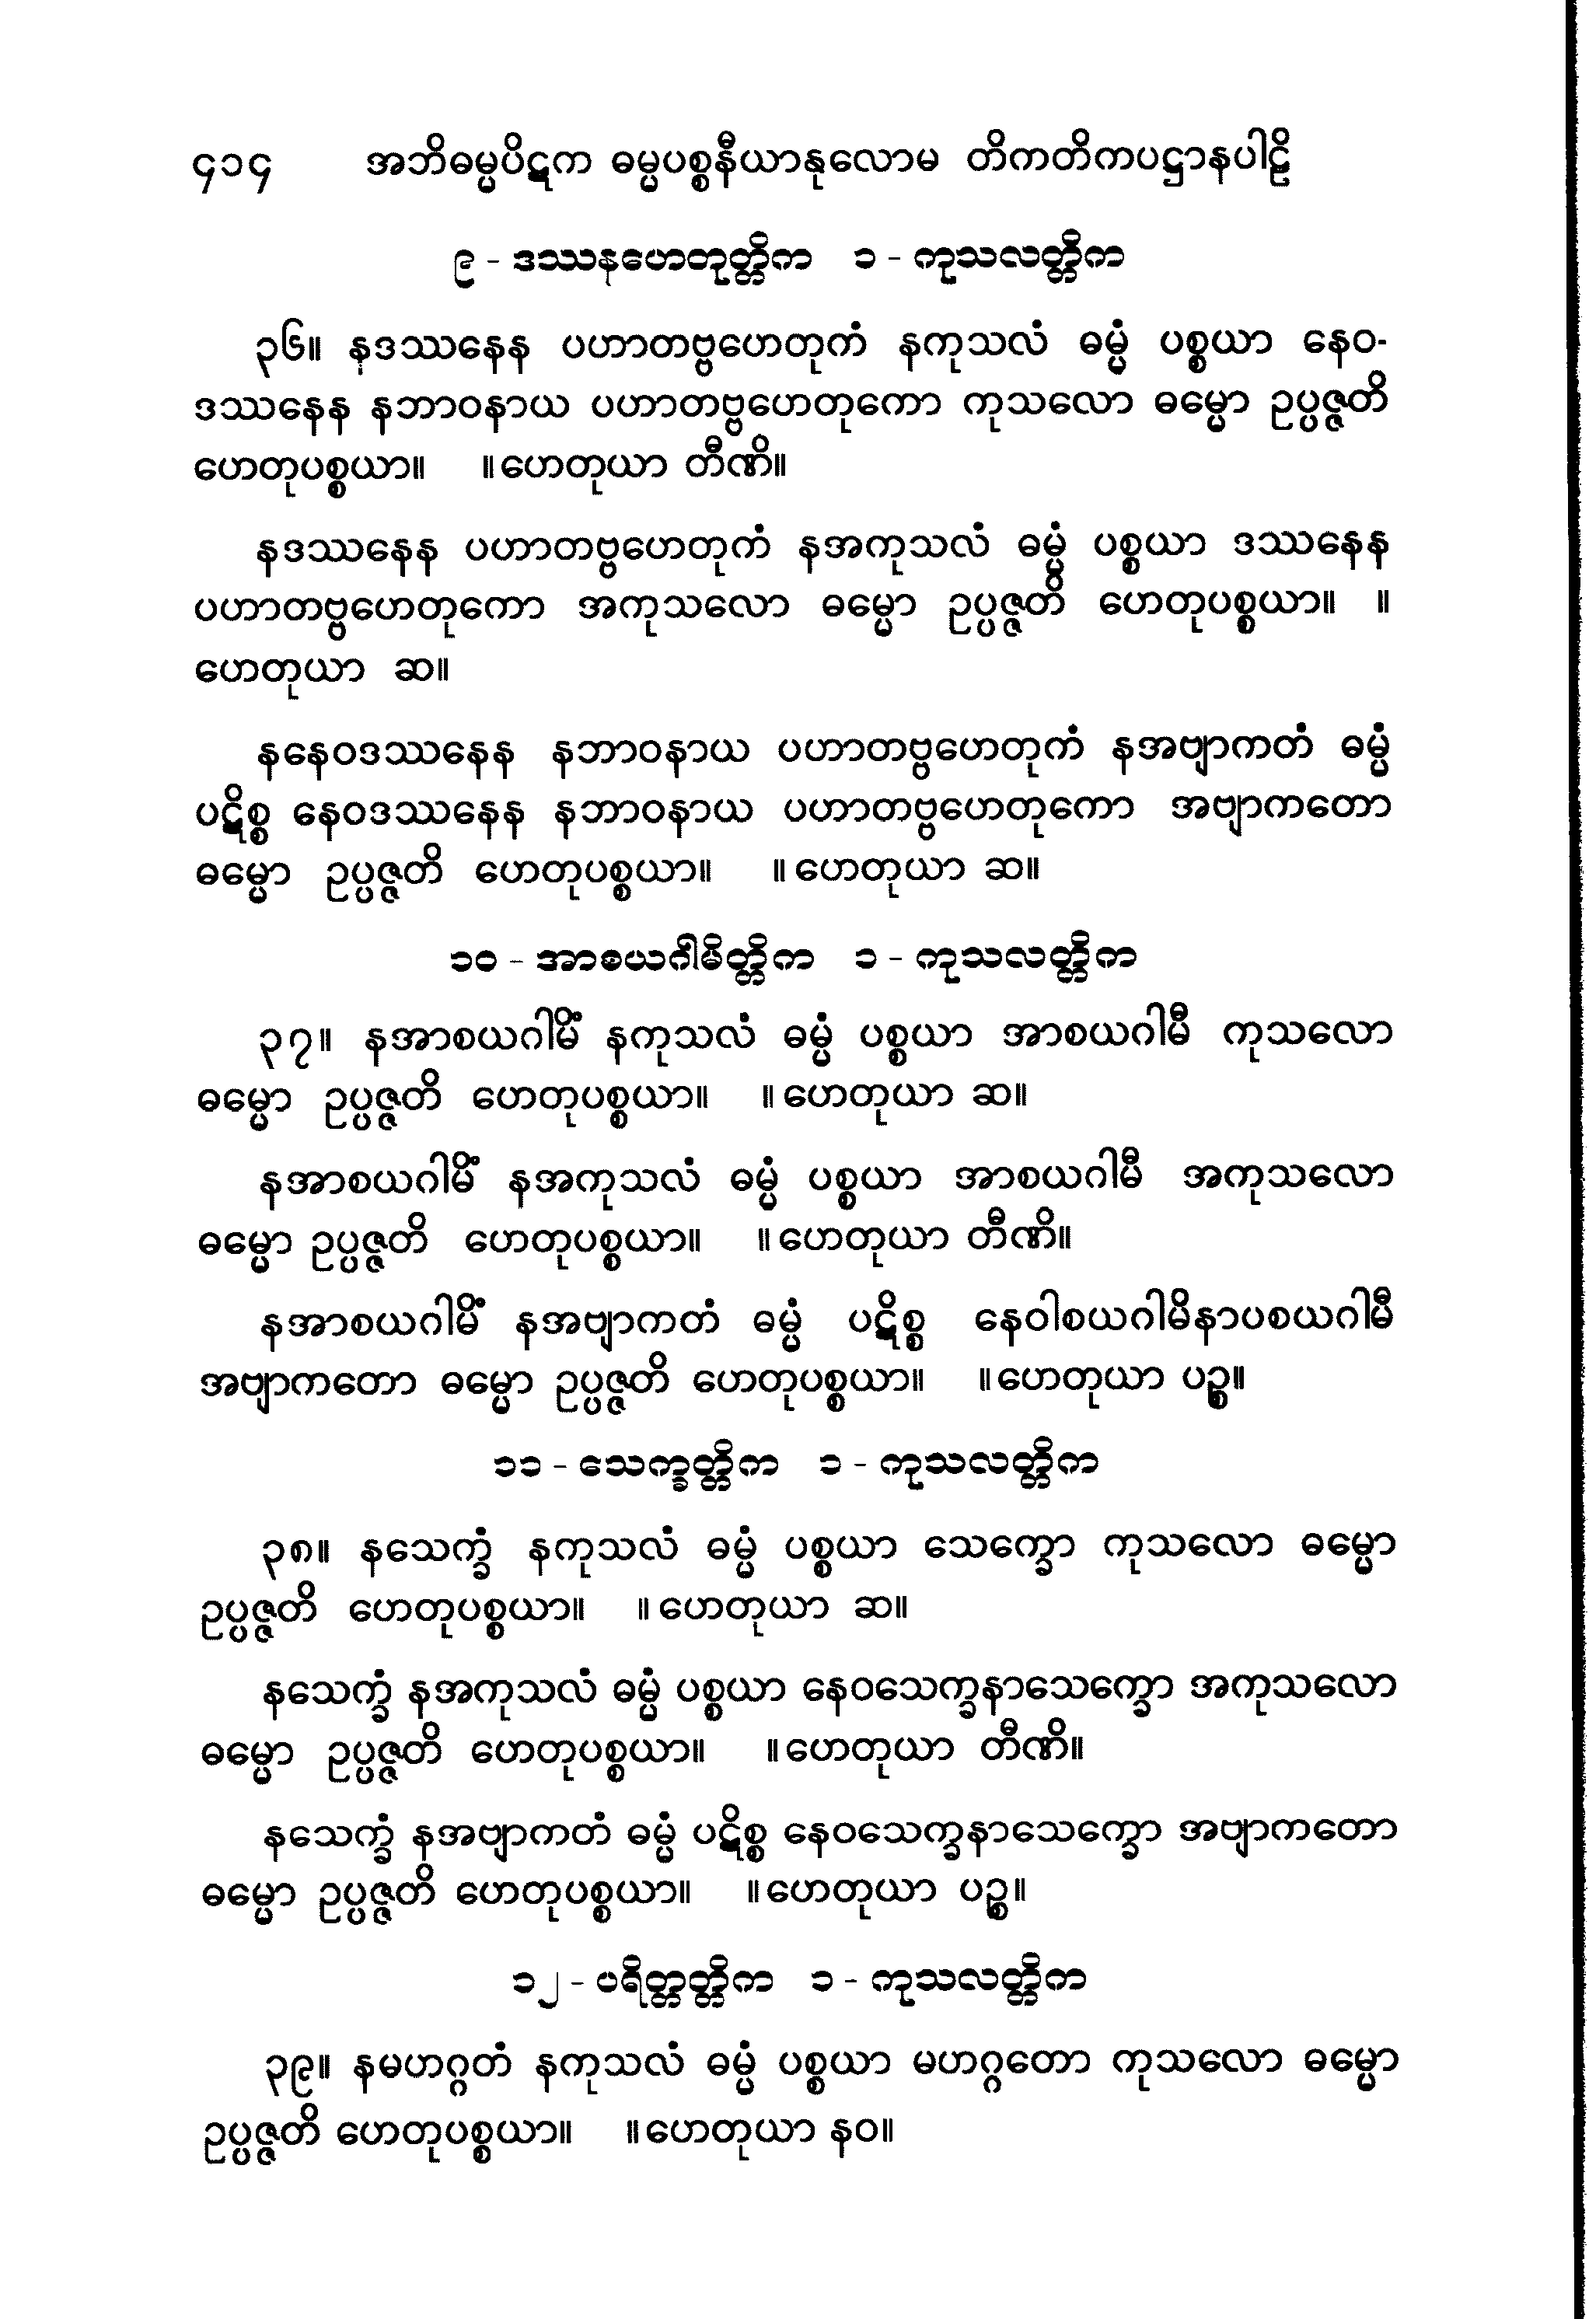 ၄၁၄ အဘိဓမ္မပိဋက ဓမ္မပစ္စနီယာနုလောမ တိကတိကပဋ္ဌာနပါဠိ
၉ - ဒဿနဟေတုတ္တိက ၁ - ကုသလတ္တိက
၃၆။ နဒဿနေန ပဟာတဗ္ဗဟေတုကံ နကုသလံ ဓမ္မံ ပစ္စယာ နေဝ-
ဒဿနေန နဘာဝနာယ ပဟာတဗ္ဗဟေတုကော ကုသလော ဓမ္မော ဥပ္ပဇ္ဇတိ
ဟေတုပစ္စယာ။ ။ဟေတုယာ တီဏိ။
နဒဿနေန ပဟာတဗ္ဗဟေတုကံ နအကုသလံ ဓမ္မံ ပစ္စယာ ဒဿနေန
ပဟာတဗ္ဗဟေတုကော အကုသလော ဓမ္မော ဥပ္ပဇ္ဇတိ ဟေတုပစ္စယာ။ ။
ဟေတုယာ ဆ။
နနေဝဒဿနေန နဘာဝနာယ ပဟာတဗ္ဗဟေတုကံ နအဗျာကတံ ဓမ္မံ
ပဋိစ္စ နေဝဒဿနေန နဘာဝနာယ ပဟာတဗ္ဗဟေတုကော အဗျာကတော
ဓမ္မော ဥပ္ပဇ္ဇတိ ဟေတုပစ္စယာ။ ။ဟေတုယာ ဆ။
၁၀ - အာစယဂါမိတ္တိက ၁ - ကုသလတ္တိက
၃၇။ နအာစယဂါမိံ နကုသလံ ဓမ္မံ ပစ္စယာ အာစယဂါမီ ကုသလော
ဓမ္မော ဥပ္ပဇ္ဇတိ ဟေတုပစ္စယာ။ ။ဟေတုယာ ဆ။
နအာစယဂါမိံ နအကုသလံ ဓမ္မံ ပစ္စယာ အာစယဂါမီ အကုသလော
ဓမ္မော ဥပ္ပဇ္ဇတိ ဟေတုပစ္စယာ။ ။ဟေတုယာ တီဏိ။
နအာစယဂါမိံ နအဗျာကတံ ဓမ္မံ ပဋိစ္စ နေဝါစယဂါမိနာပစယဂါမီ
အဗျာကတော ဓမ္မော ဥပ္ပဇ္ဇတိ ဟေတုပစ္စယာ။ ။ဟေတုယာ ပဉ္စ။
၁၁ - သေက္ခတ္တိက ၁ - ကုသလတ္တိက
၃၈။ နသေက္ခံ နကုသလံ ဓမ္မံ ပစ္စယာ သေက္ခော ကုသလော ဓမ္မော
ဥပ္ပဇ္ဇတိ ဟေတုပစ္စယာ။ ။ဟေတုယာ ဆ။
နသေက္ခံ နအကုသလံ ဓမ္မံ ပစ္စယာ နေဝသေက္ခနာသေက္ခော အကုသလော
ဓမ္မော ဥပ္ပဇ္ဇတိ ဟေတုပစ္စယာ။ ။ဟေတုယာ တီဏိ။
နသေက္ခံ နအဗျာကတံ ဓမ္မံ ပဋိစ္စ နေဝသေက္ခနာသေက္ခော အဗျာကတော
ဓမ္မော ဥပ္ပဇ္ဇတိ ဟေတုပစ္စယာ။ ။ဟေတုယာ ပဉ္စ။
၁၂ - ပရိတ္တတ္တိက ၁ - ကုသလတ္တိက
၃၉။ နမဟဂ္ဂတံ နကုသလံ ဓမ္မံ ပစ္စယာ မဟဂ္ဂတော ကုသလော ဓမ္မော
ဥပ္ပဇ္ဇတိ ဟေတုပစ္စယာ။ ။ဟေတုယာ နဝ။